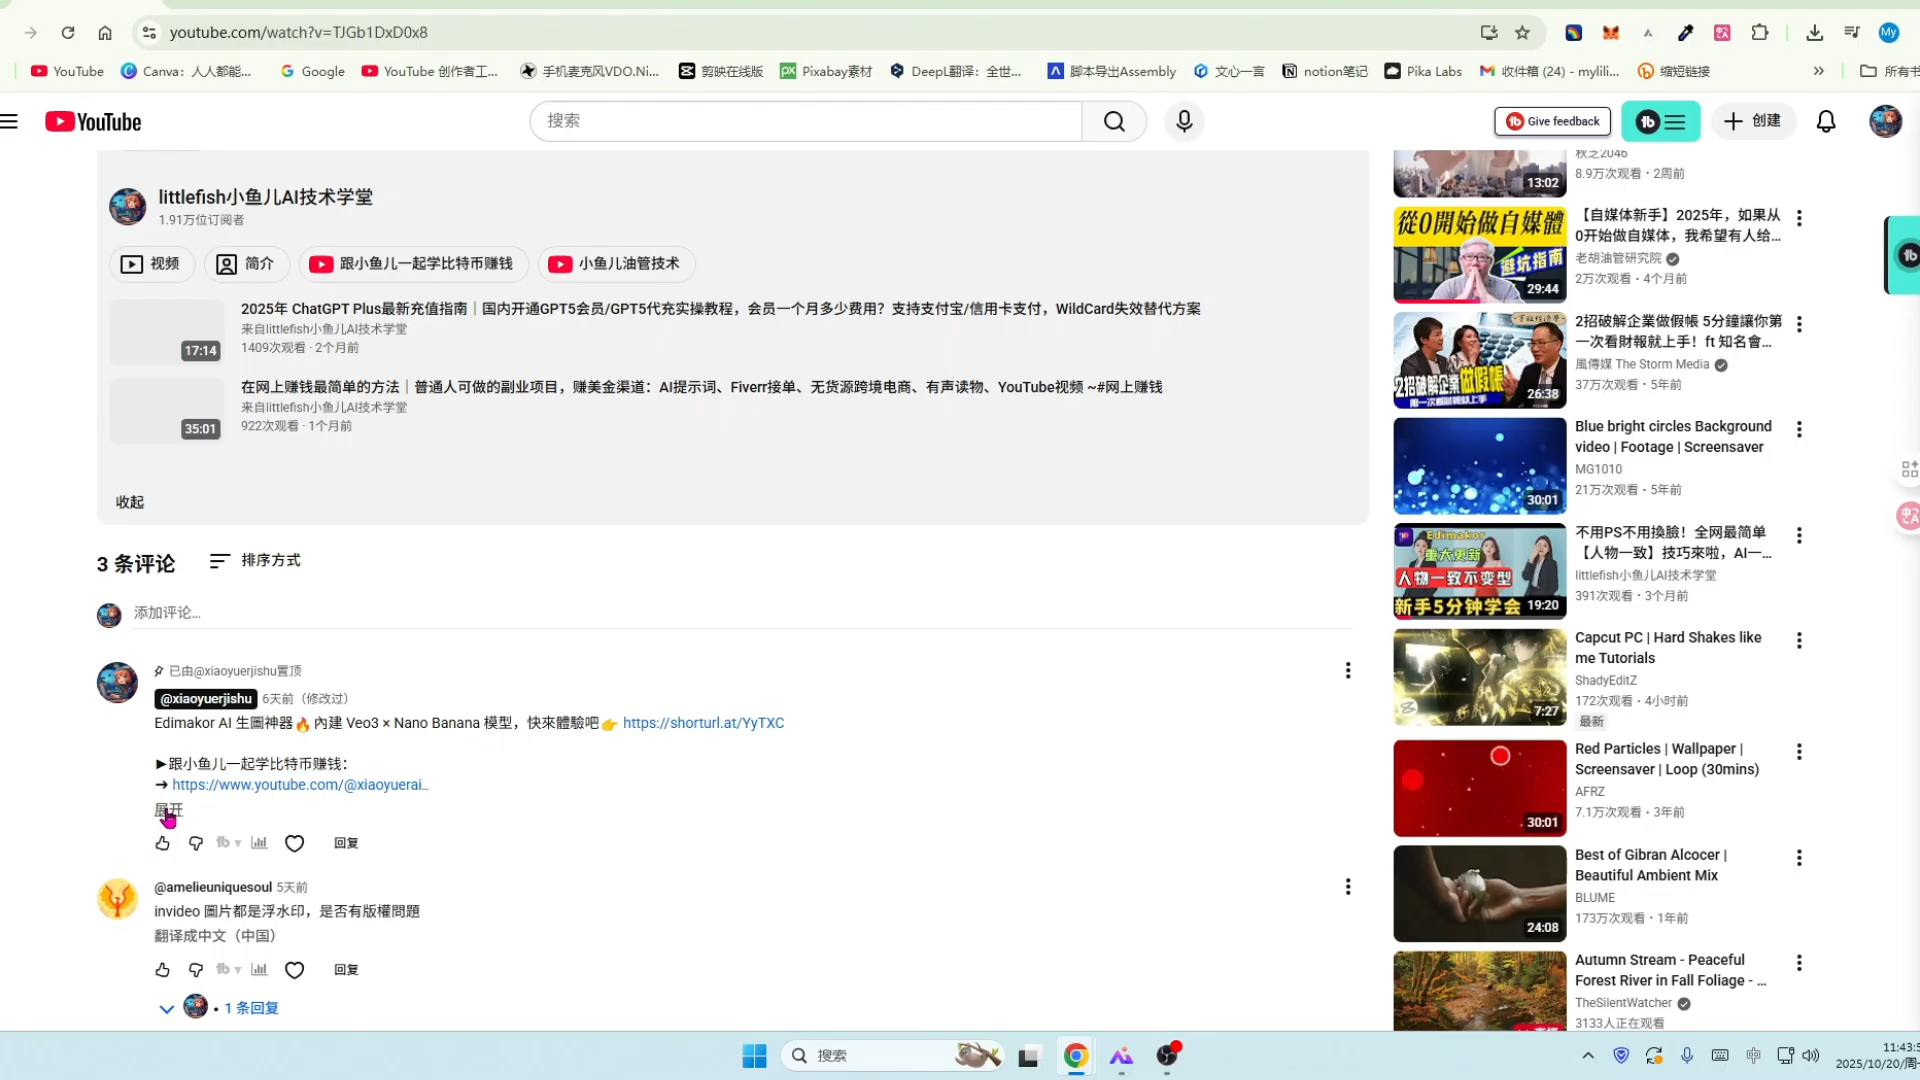 youtube.com/watch?v=TJGb1DxD0x8
My
YouTube
Canva：人人都能...
Google
YouTube 创作者工...
手机麦克风VDO.Ni...
剪映在线版
Pixabay素材
DeepL翻译：全世...
脚本导出Assembly
文心一言
notion笔记
Pika Labs
收件箱 (24) - mylili...
缩短链接
»
所有书
YouTube
搜索
Give feedback
创建
littlefish小鱼儿AI技术学堂
1.91万位订阅者
视频
简介
跟小鱼儿一起学比特币赚钱
小鱼儿油管技术
2025年 ChatGPT Plus最新充值指南｜国内开通GPT5会员/GPT5代充实操教程，会员一个月多少费用？支持支付宝/信用卡支付，WildCard失效替代方案
来自littlefish小鱼儿AI技术学堂
1409次观看 · 2个月前
17:14
在网上赚钱最简单的方法｜普通人可做的副业项目，赚美金渠道：AI提示词、Fiverr接单、无货源跨境电商、有声读物、YouTube视频 ~#网上赚钱
来自littlefish小鱼儿AI技术学堂
922次观看 · 1个月前
35:01
收起
3 条评论
排序方式
添加评论...
已由@xiaoyuerjishu置顶
@xiaoyuerjishu 6天前（修改过）
Edimakor AI 生圖神器🔥內建 Veo3 × Nano Banana 模型，快來體驗吧👉 https://shorturl.at/YyTXC
▶跟小鱼儿一起学比特币赚钱：
→ https://www.youtube.com/@xiaoyuerai...
展开
回复
@amelieuniquesoul 5天前
invideo 圖片都是浮水印，是否有版權問題
翻译成中文（中国）
回复
1 条回复
秋芝2046
8.9万次观看 · 2周前
13:02
從0開始做自媒體
避坑指南
29:44
【自媒体新手】2025年，如果从
0开始做自媒体，我希望有人给...
老胡油管研究院
2万次观看 · 4个月前
2招破解企業做假帳
26:38
2招破解企業做假帳 5分鐘讓你第
一次看財報就上手！ft 知名會...
風傳媒 The Storm Media
37万次观看 · 5年前
30:01
Blue bright circles Background
video | Footage | Screensaver
MG1010
21万次观看 · 5年前
Edimakor
重大更新
人物一致不变型
新手5分钟学会
19:20
不用PS不用換臉！全网最简单
【人物一致】技巧來啦，AI一...
littlefish小鱼儿AI技术学堂
391次观看 · 3个月前
7:27
Capcut PC | Hard Shakes like
me Tutorials
ShadyEditZ
172次观看 · 4小时前
最新
30:01
Red Particles | Wallpaper |
Screensaver | Loop (30mins)
AFRZ
7.1万次观看 · 3年前
24:08
Best of Gibran Alcocer |
Beautiful Ambient Mix
BLUME
173万次观看 · 1年前
Autumn Stream - Peaceful
Forest River in Fall Foliage - ...
TheSilentWatcher
3133人正在观看
搜索
中
11:43:5
2025/10/20/周一